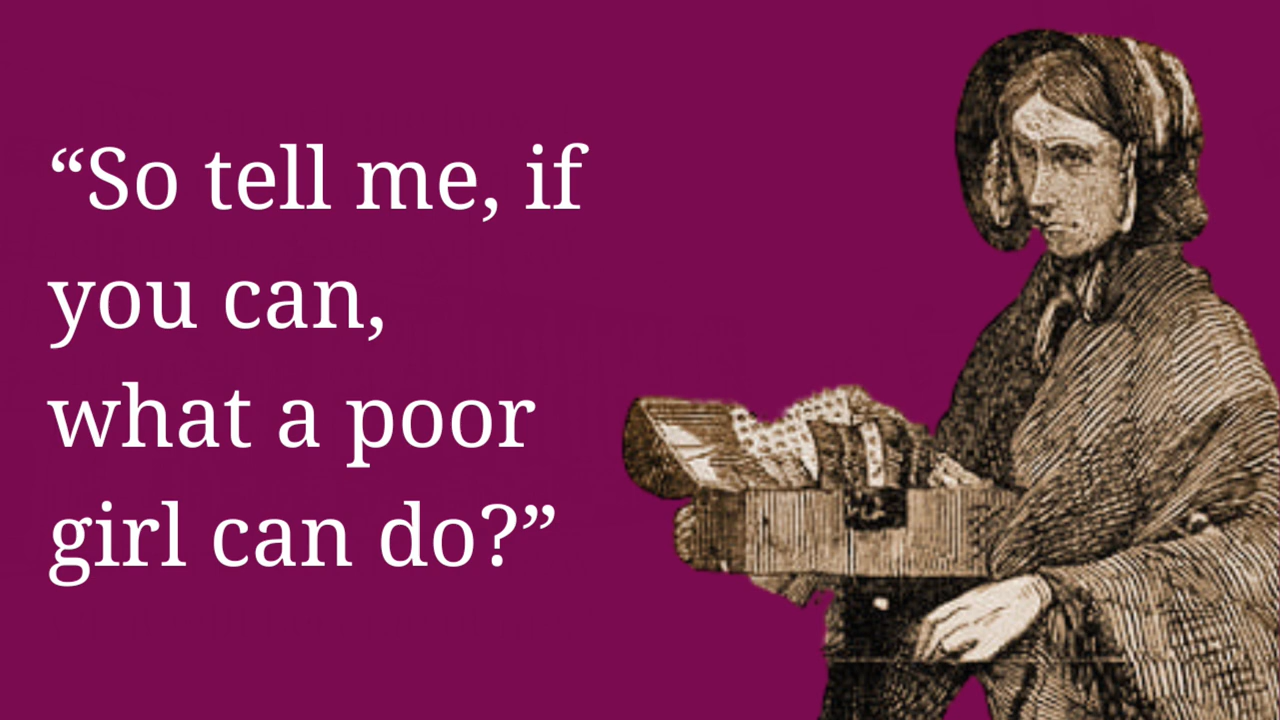 “So tell me, if
you can,
what a poor
girl can do?”